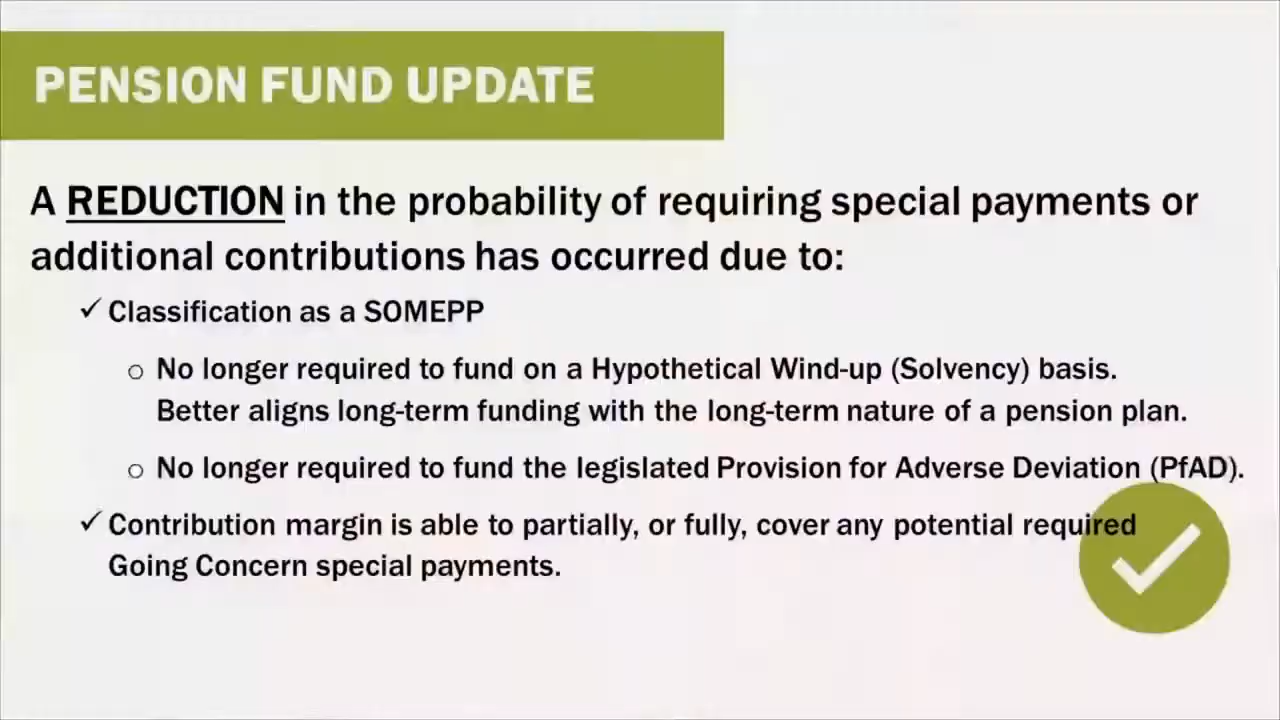 PENSION FUND UPDATE
A REDUCTION in the probability of requiring special payments or
additional contributions has occurred due to:
✓ Classification as a SOMEPP
o No longer required to fund on a Hypothetical Wind-up (Solvency) basis.
Better aligns long-term funding with the long-term nature of a pension plan.
o No longer required to fund the legislated Provision for Adverse Deviation (PfAD).
✓ Contribution margin is able to partially, or fully, cover any potential required
Going Concern special payments.